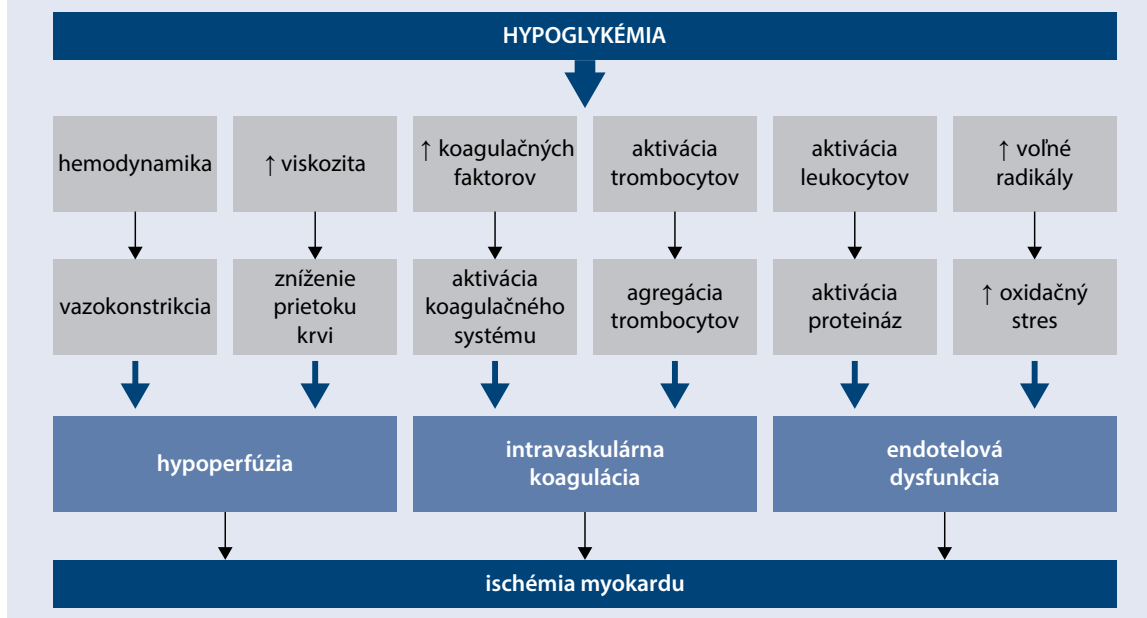 HYPOGLYKÉMIA
hemodynamika
↑ viskozita
↑ koagulačných
faktorov
aktivácia
trombocytov
aktivácia
leukocytov
↑ voľné
radikály
vazokonstrikcia
zníženie
prietoku
krvi
aktivácia
koagulačného
systému
agregácia
trombocytov
aktivácia
proteináz
↑ oxidačný
stres
hypoperfúzia
intravaskulárna
koagulácia
endotelová
dysfunkcia
ischémia myokardu